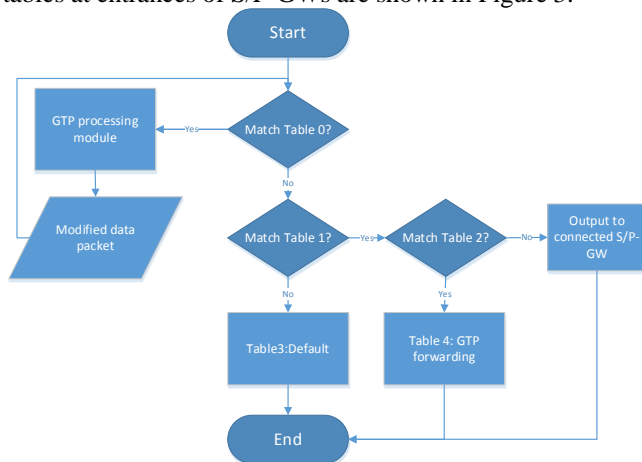 tables at entrances of S/P-GWs are shown in Figure 5.
Start
GTP processing
module
Yes
Match Table 0?
No
Modified data
packet
Match Table 1?
Yes
Match Table 2?
No
Output to
connected S/P-
GW
No
Yes
Table3:Default
Table 4: GTP
forwarding
End